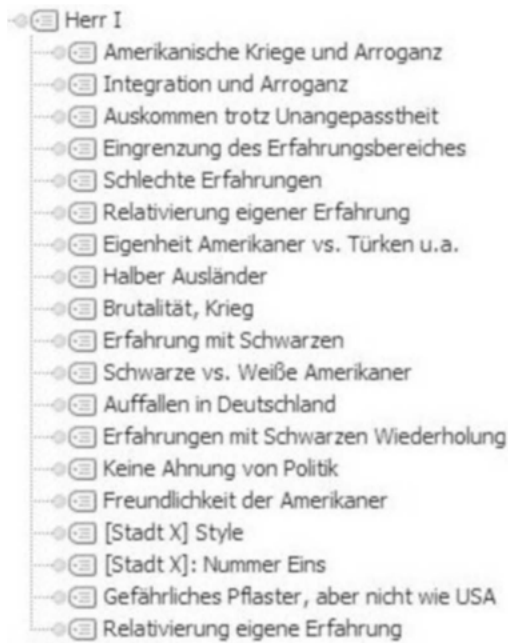 Herr I
Amerikanische Kriege und Arroganz
Integration und Arroganz
Auskommen trotz Unangepasstheit
Eingrenzung des Erfahrungsbereiches
Schlechte Erfahrungen
Relativierung eigener Erfahrung
Eigenheit Amerikaner vs. Türken u.a.
Halber Ausländer
Brutalität, Krieg
Erfahrung mit Schwarzen
Schwarze vs. Weiße Amerikaner
Auffallen in Deutschland
Erfahrungen mit Schwarzen Wiederholung
Keine Ahnung von Politik
Freundlichkeit der Amerikaner
[Stadt X] Style
[Stadt X]: Nummer Eins
Gefährliches Pflaster, aber nicht wie USA
Relativierung eigene Erfahrung